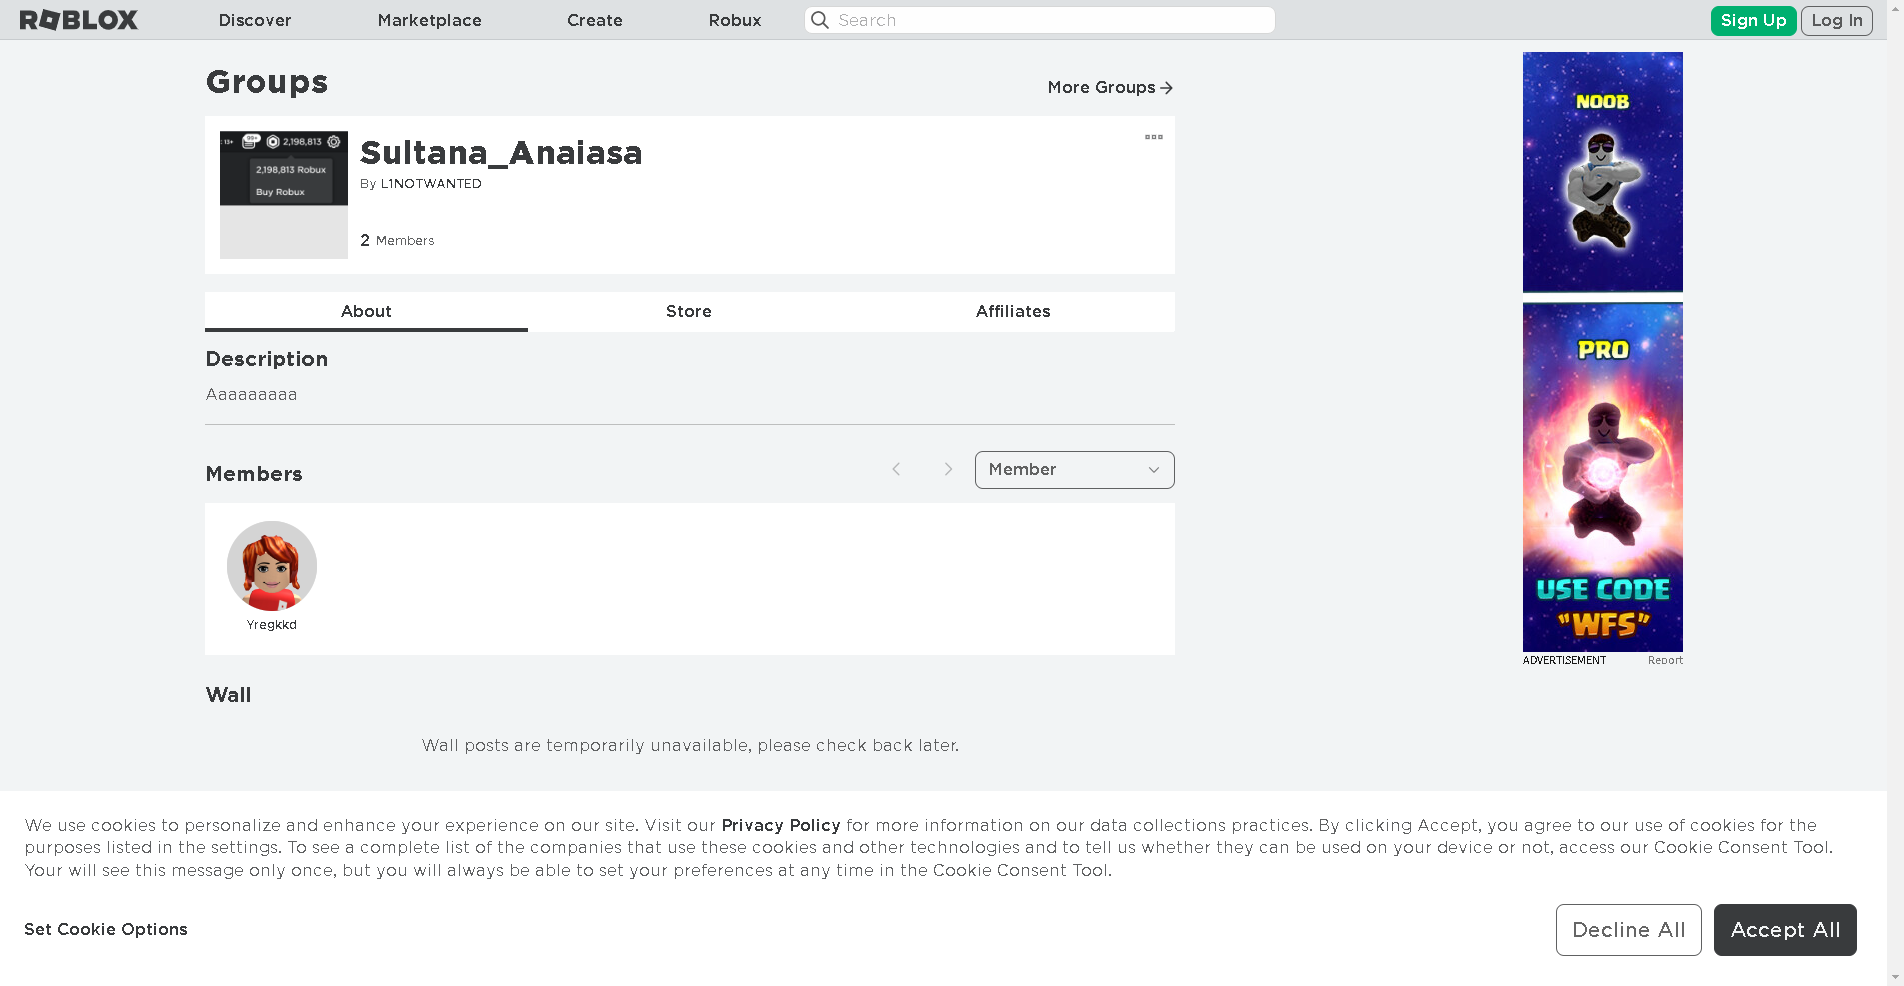 ROBLOX
Discover
Marketplace
Create
Robux
Search
Sign Up
Log In
Groups
More Groups
13+
99+
2,198,813
2,198,813 Robux
Buy Robux
Sultana_Anaiasa
By L1NOTWANTED
2 Members
About
Store
Affiliates
Description
Aaaaaaaaa
Members
Member
Yregkkd
Wall
Wall posts are temporarily unavailable, please check back later.
NOOB
PRO
USE CODE
"WFS"
ADVERTISEMENT
Report
We use cookies to personalize and enhance your experience on our site. Visit our Privacy Policy for more information on our data collections practices. By clicking Accept, you agree to our use of cookies for the
purposes listed in the settings. To see a complete list of the companies that use these cookies and other technologies and to tell us whether they can be used on your device or not, access our Cookie Consent Tool.
Your will see this message only once, but you will always be able to set your preferences at any time in the Cookie Consent Tool.
Set Cookie Options
Decline All
Accept All